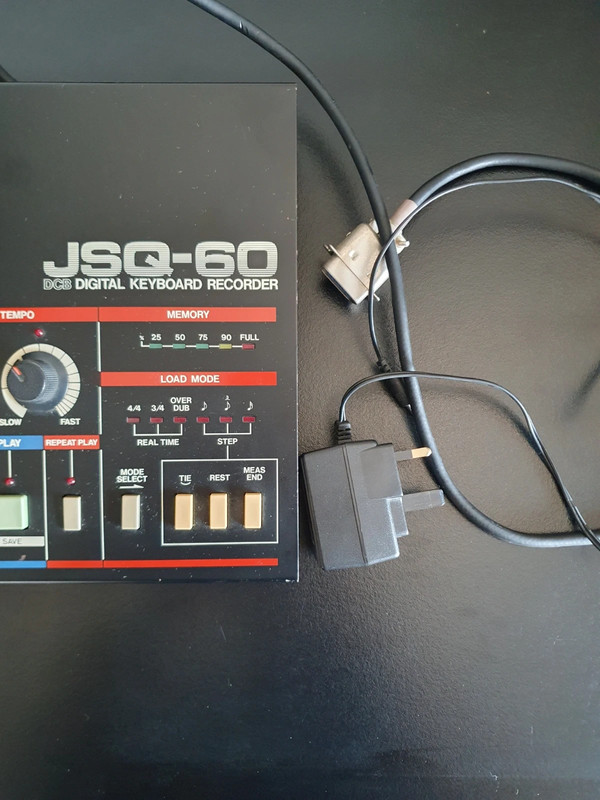 JSQ-60
DCB DIGITAL KEYBOARD RECORDER
TEMPO
MEMORY
% 25 50 75 90 FULL
LOAD MODE
SLOW FAST
4/4 3/4 OVER DUB
REAL TIME STEP
PLAY
REPEAT PLAY
MODE SELECT
TIE REST MEAS END
SAVE